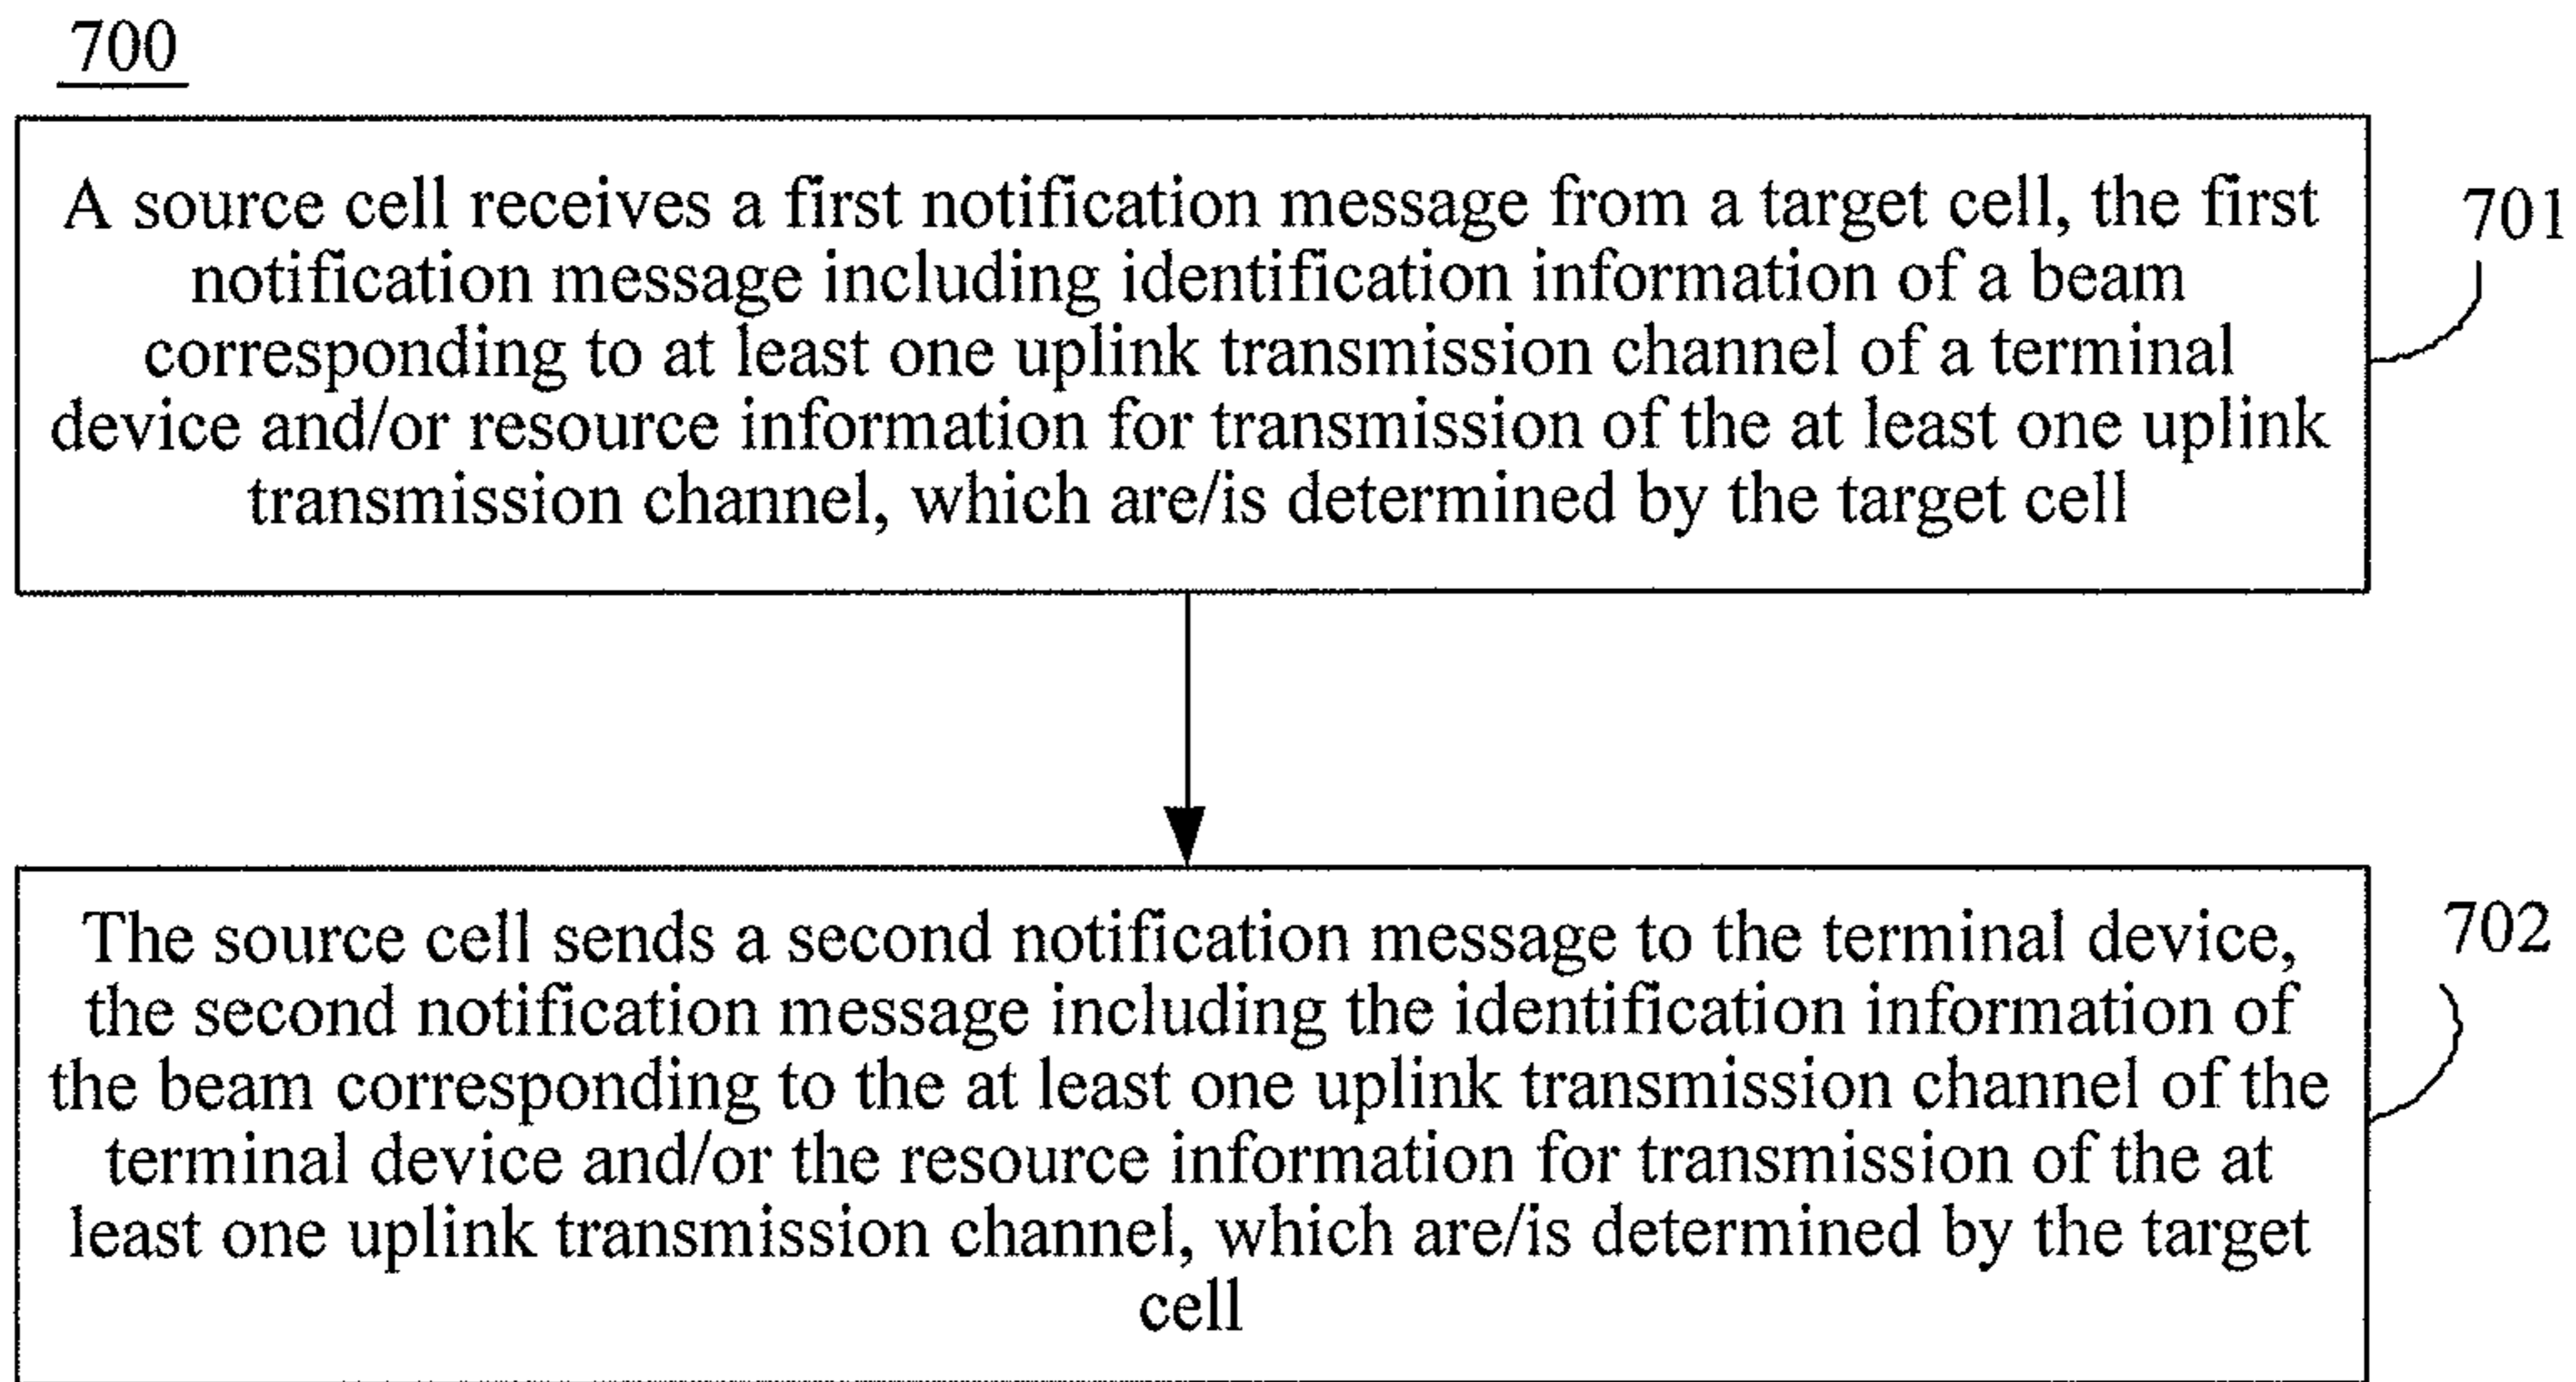 700
A source cell receives a first notification message from a target cell, the first
notification message including identification information of a beam
corresponding to at least one uplink transmission channel of a terminal
device and/or resource information for transmission of the at least one uplink
transmission channel, which are/is determined by the target cell
701
The source cell sends a second notification message to the terminal device,
the second notification message including the identification information of
the beam corresponding to the at least one uplink transmission channel of the
terminal device and/or the resource information for transmission of the at
least one uplink transmission channel, which are/is determined by the target
cell
702